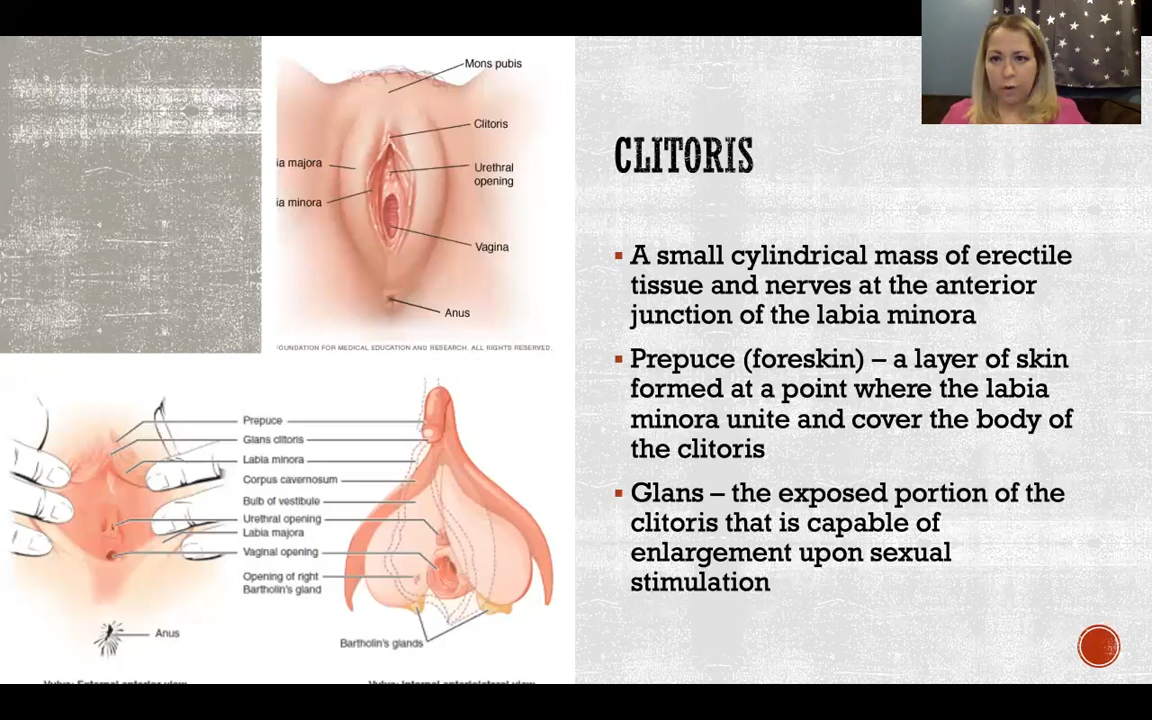 Mons pubis
Clitoris
ia majora
Urethral
opening
ia minora
Vagina
Anus
OUNDATION FOR MEDICAL EDUCATION AND RESEARCH. ALL RIGHTS RESERVED.
Prepuce
Glans clitoris
Labia minora
Corpus cavernosum
Bulb of vestibule
Urethral opening
Labia majora
Vaginal opening
Opening of right
Bartholin's gland
Anus
Bartholin's glands
CLITORIS
▪ A small cylindrical mass of erectile
tissue and nerves at the anterior
junction of the labia minora
▪ Prepuce (foreskin) – a layer of skin
formed at a point where the labia
minora unite and cover the body of
the clitoris
▪ Glans – the exposed portion of the
clitoris that is capable of
enlargement upon sexual
stimulation